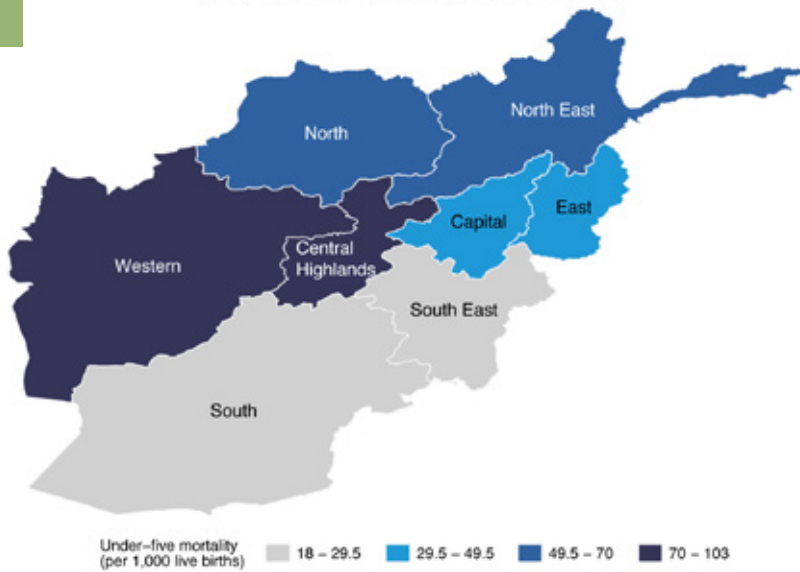 North East
North
East
Capital
Central
Highlands
Western
South East
South
Under-five mortality
(per 1,000 live births)
18 – 29.5
29.5 – 49.5
49.5 – 70
70 – 103